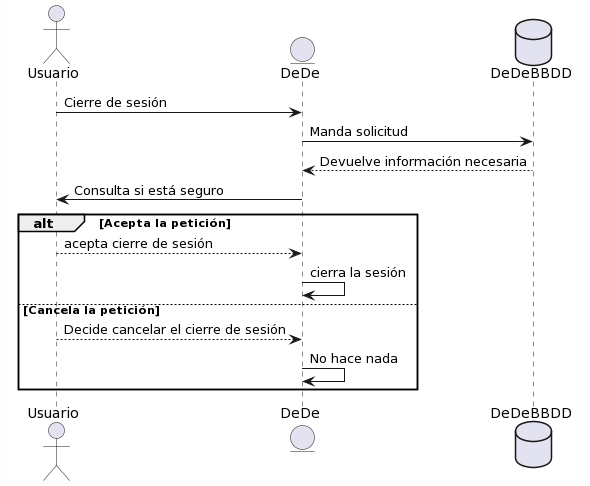 Usuario
DeDe
DeDeBBDD
Cierre de sesión
Manda solicitud
Devuelve información necesaria
Consulta si está seguro
alt [Acepta la petición]
acepta cierre de sesión
cierra la sesión
[Cancela la petición]
Decide cancelar el cierre de sesión
No hace nada
Usuario
DeDe
DeDeBBDD